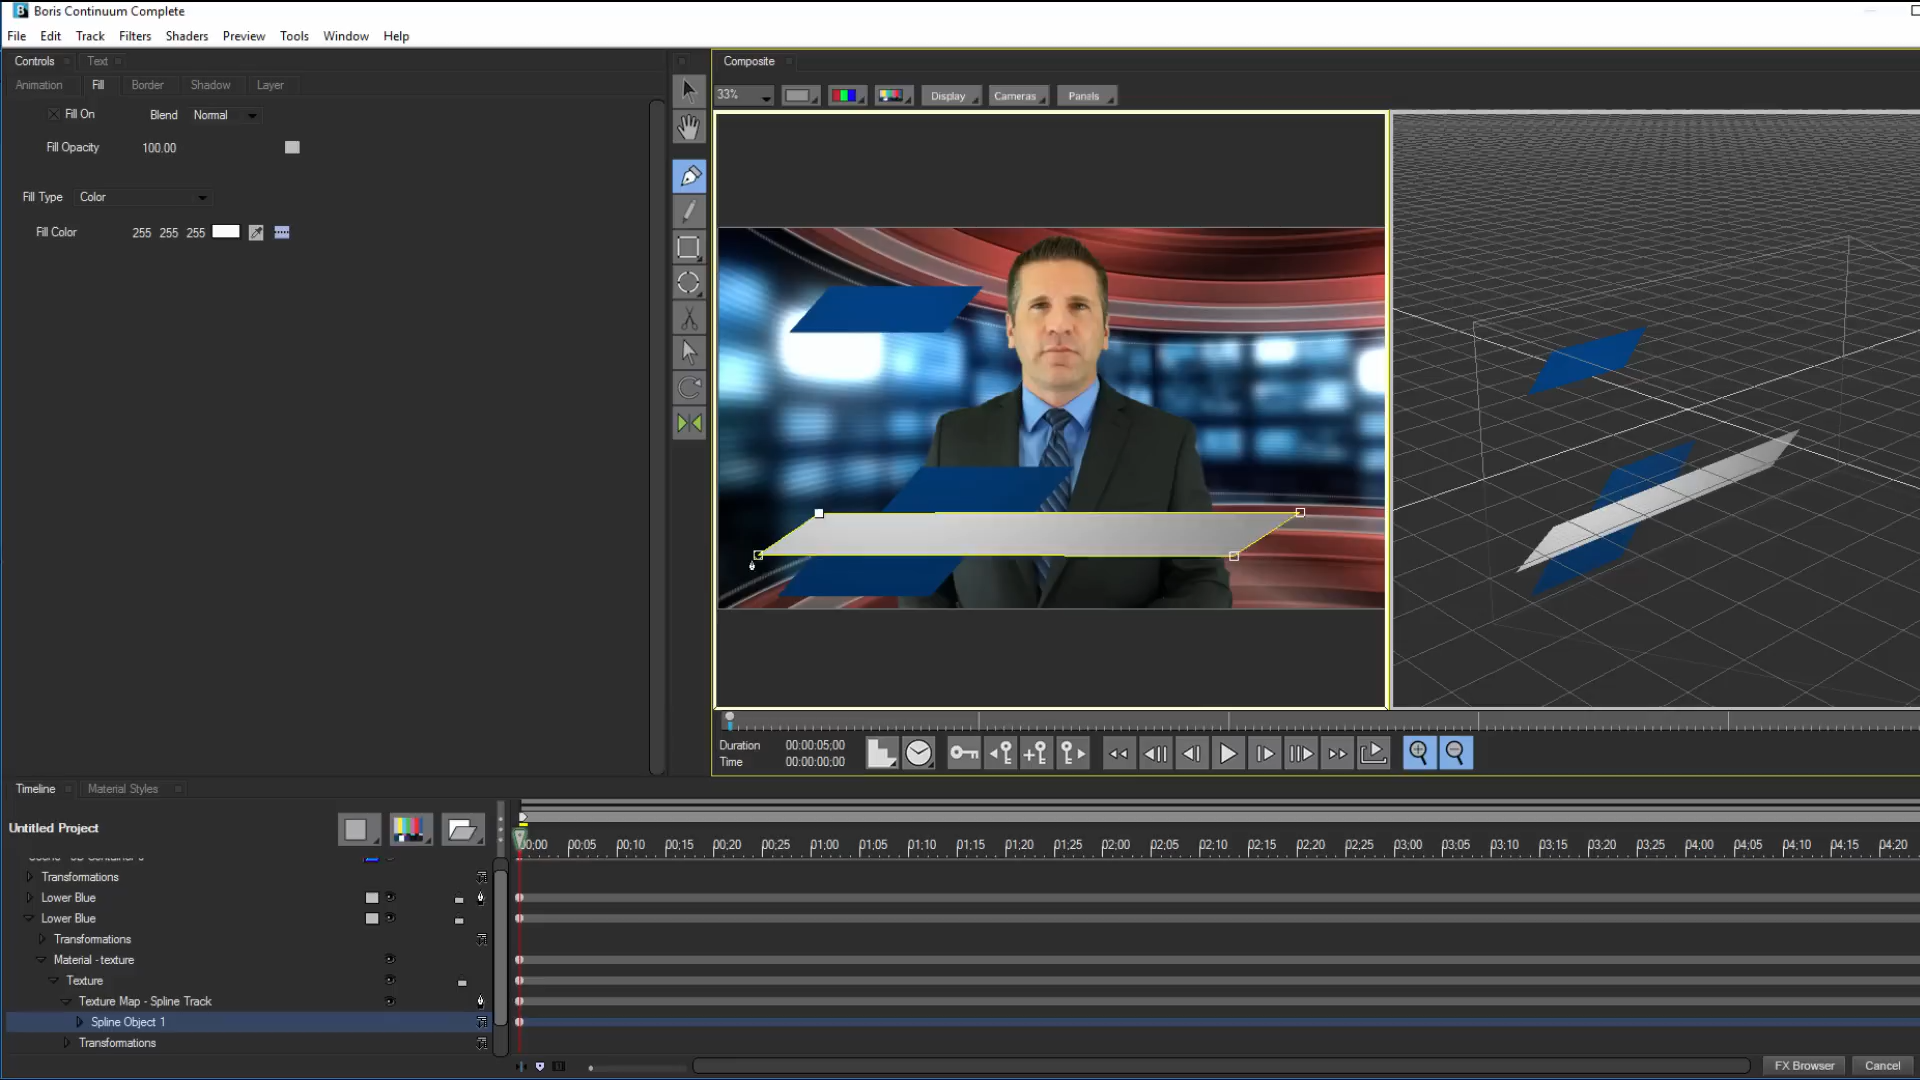 Boris Continuum Complete
File Edit Track Filters Shaders Preview Tools Window Help
Controls Text
Animation Fill Border Shadow Layer
Fill On Blend Normal
Fill Opacity 100.00
Fill Type Color
Fill Color 255 255 255
Composite
33% Display Cameras Panels
Duration 00:00:05;00
Time 00:00:00;00
Timeline Material Styles
Untitled Project
00;00 00;05 00;10 00;15 00;20 00;25 01;00 01;05 01;10 01;15 01;20 01;25 02;00 02;05 02;10 02;15 02;20 02;25 03;00 03;05 03;10 03;15 03;20 03;25 04;00 04;05 04;10 04;15 04;20
Transformations
Lower Blue
Lower Blue
Transformations
Material - texture
Texture
Texture Map - Spline Track
Spline Object 1
Transformations
FX Browser Cancel